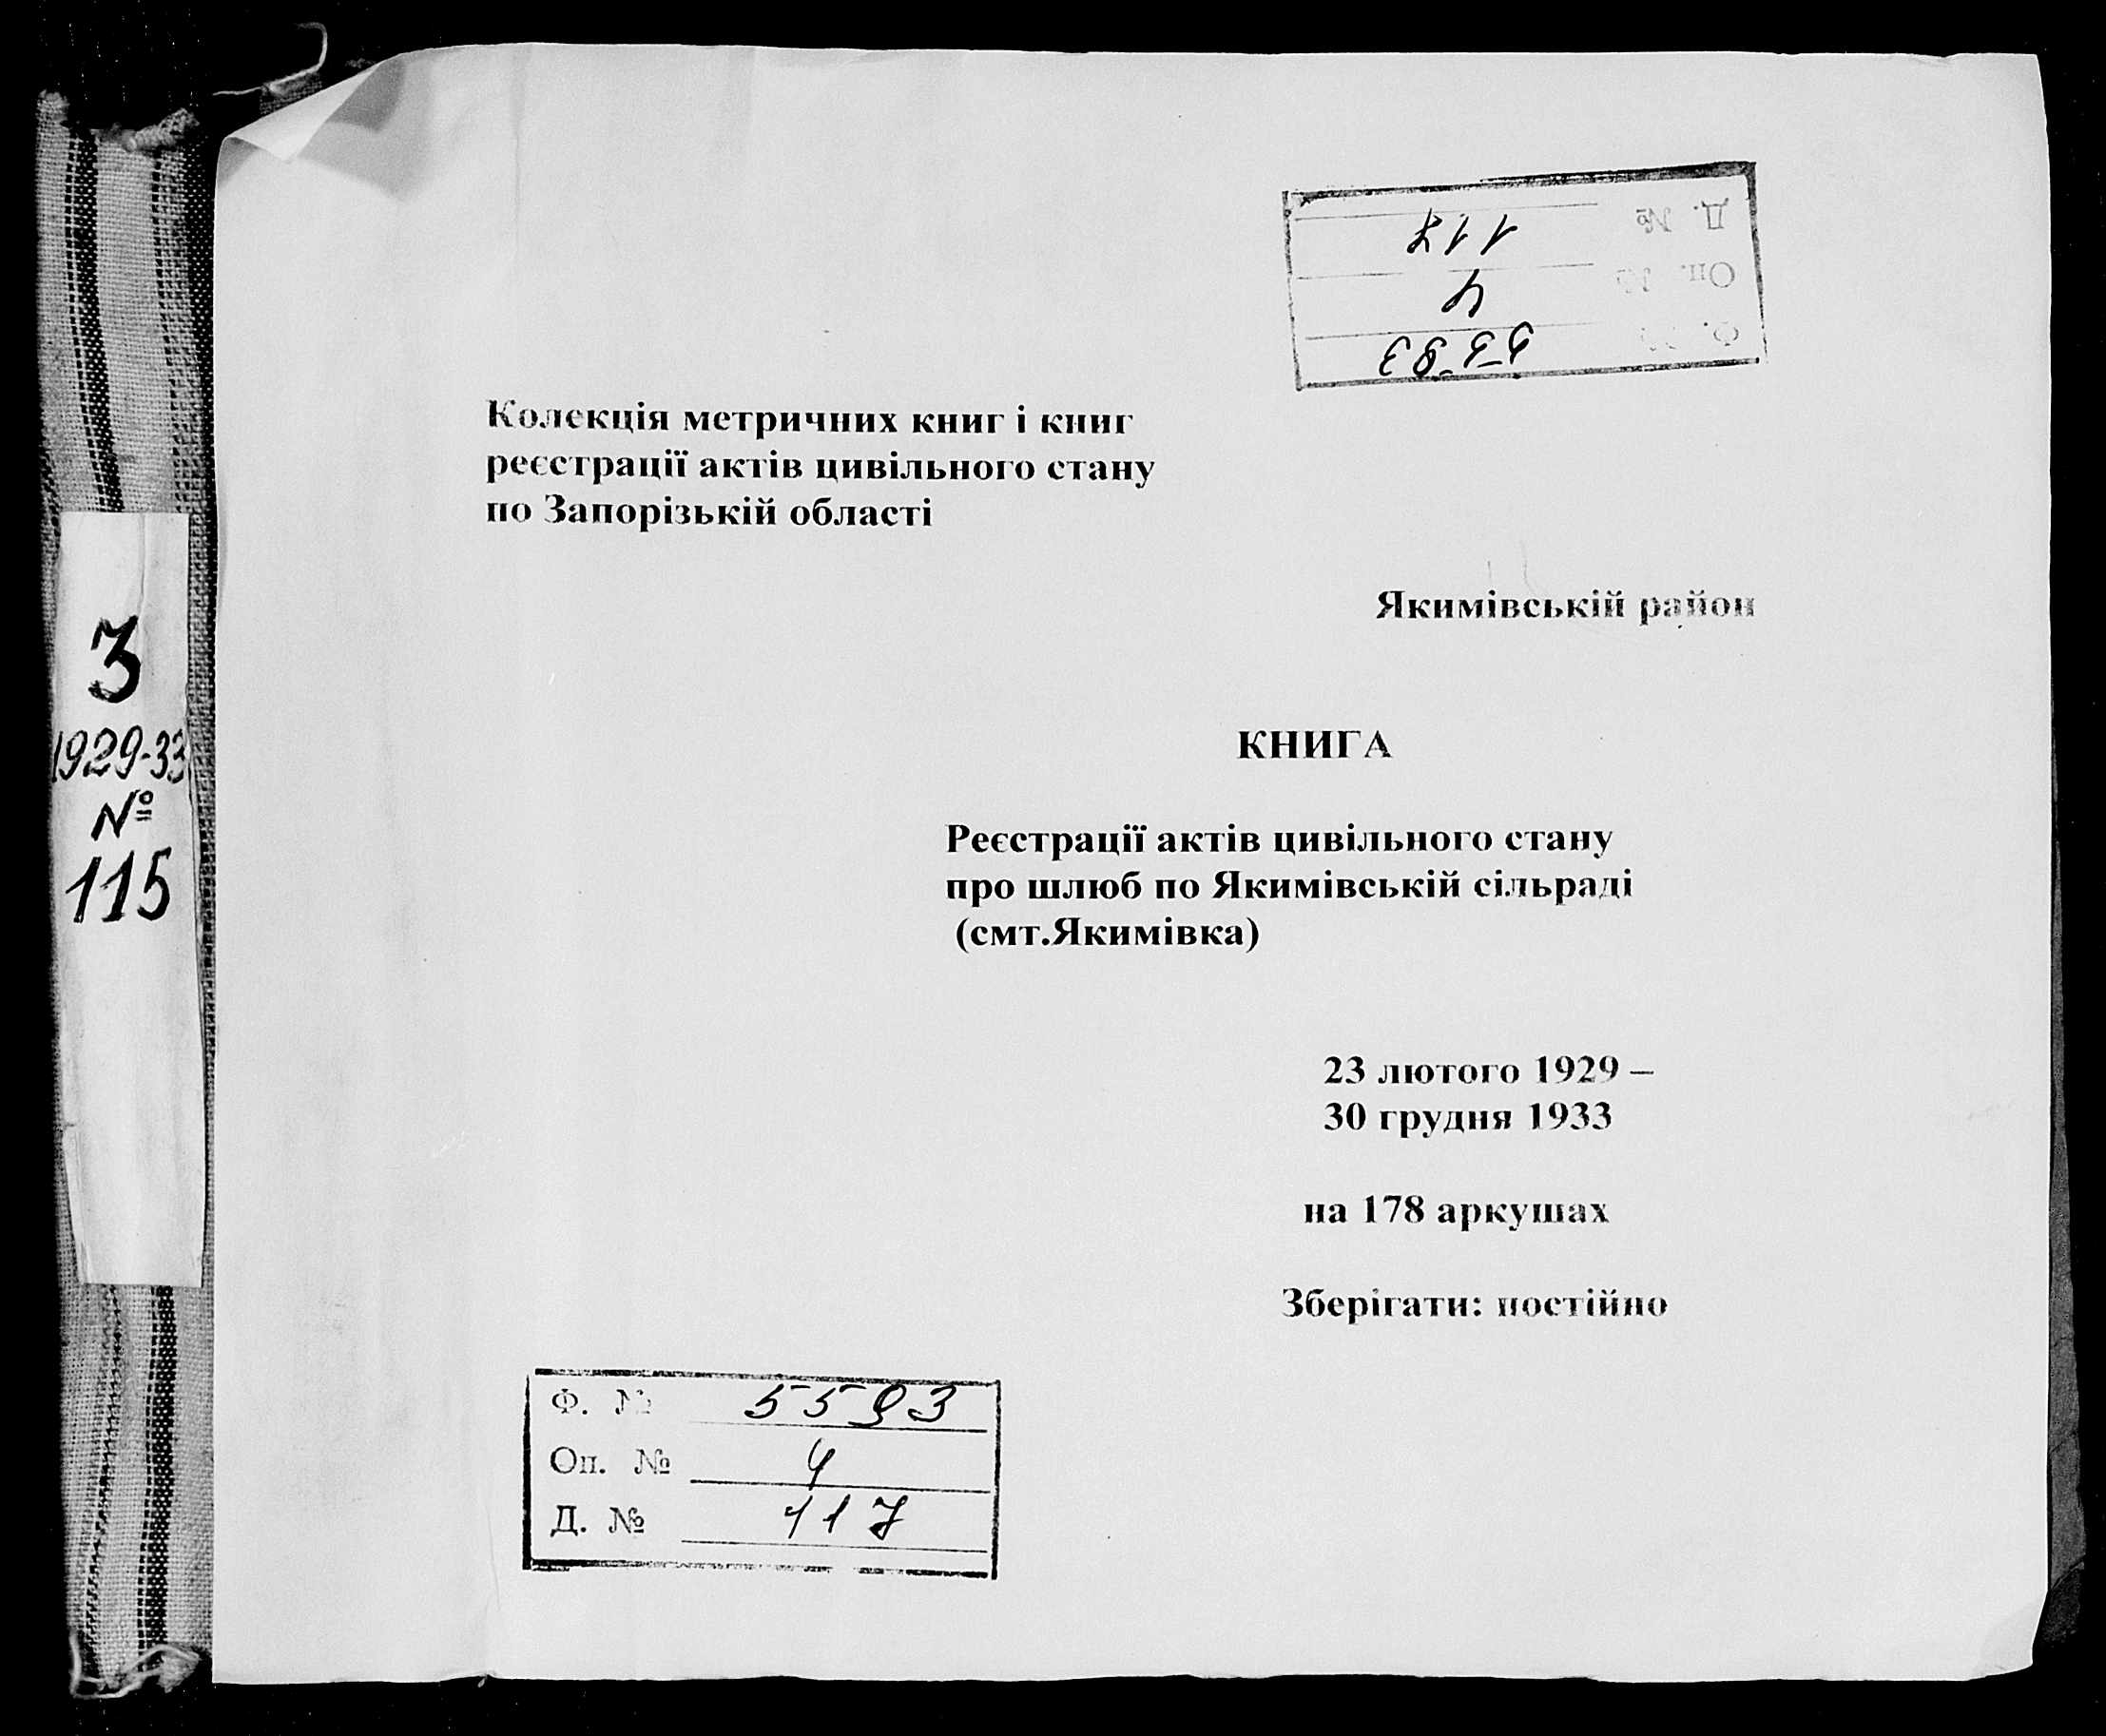 Д. № 117
Оп. № 4
Ф. № 5593
Колекція метричних книг і книг
реєстрації актів цивільного стану
по Запорізькій області
Якимівській район
КНИГА
Реєстрації актів цивільного стану
про шлюб по Якимівській сільраді
(смт.Якимівка)
23 лютого 1929 –
30 грудня 1933
на 178 аркушах
Зберігати: постійно
Ф. № 5593
Оп. № 4
Д. № 117
3
1929-33
№
115